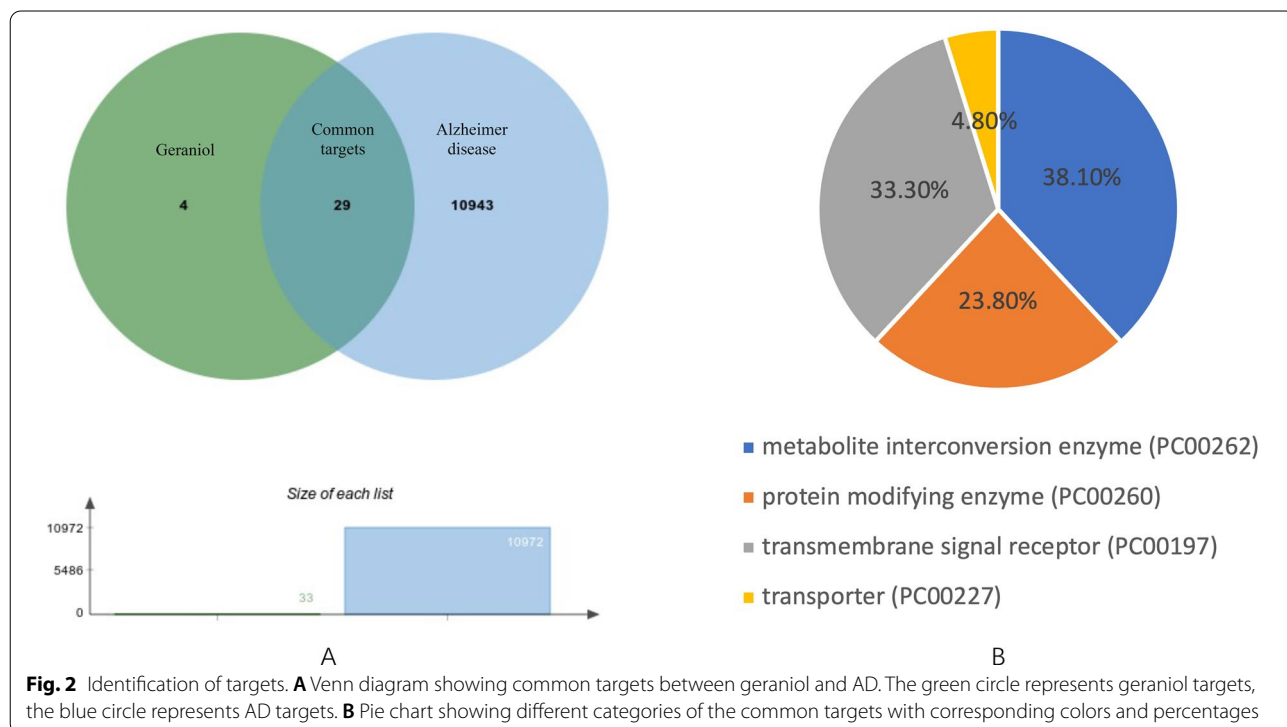 Geraniol
4
Common
targets
29
Alzheimer
disease
10943
Size of each list
10972
5486
0
33
10972
A
4.80%
38.10%
33.30%
23.80%
metabolite interconversion enzyme (PC00262)
protein modifying enzyme (PC00260)
transmembrane signal receptor (PC00197)
transporter (PC00227)
B
Fig. 2 Identification of targets. A Venn diagram showing common targets between geraniol and AD. The green circle represents geraniol targets,
the blue circle represents AD targets. B Pie chart showing different categories of the common targets with corresponding colors and percentages